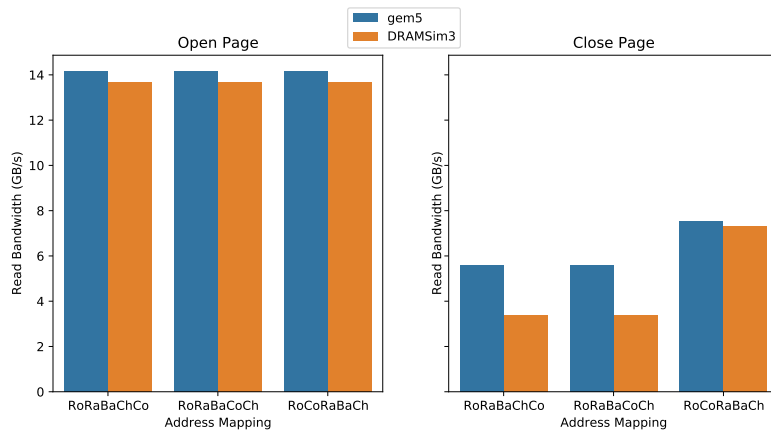 gem5
DRAMSim3
Open Page
Close Page
Read Bandwidth (GB/s)
14
12
10
8
6
4
2
0
RoRaBaChCo RoRaBaCoCh RoCoRaBaCh
Address Mapping
Read Bandwidth (GB/s)
RoRaBaChCo RoRaBaCoCh RoCoRaBaCh
Address Mapping